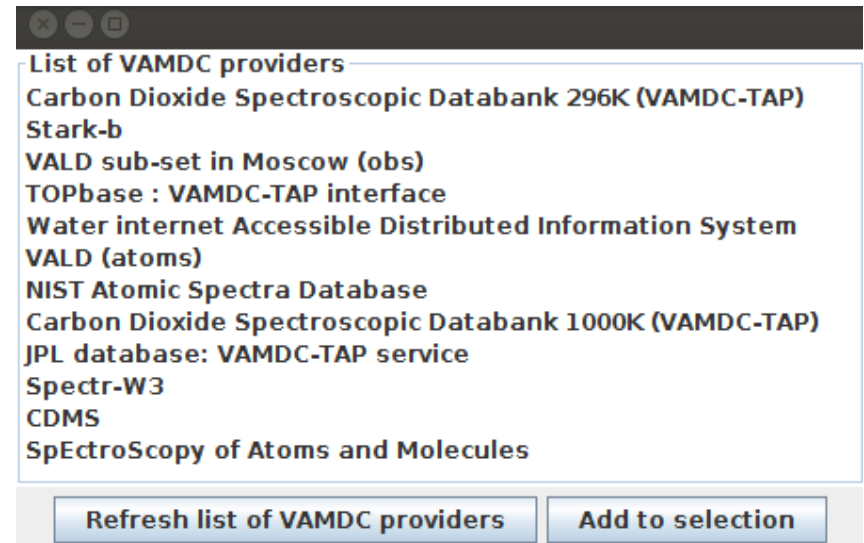 List of VAMDC providers
Carbon Dioxide Spectroscopic Databank 296K (VAMDC-TAP)
Stark-b
VALD sub-set in Moscow (obs)
TOPbase : VAMDC-TAP interface
Water internet Accessible Distributed Information System
VALD (atoms)
NIST Atomic Spectra Database
Carbon Dioxide Spectroscopic Databank 1000K (VAMDC-TAP)
JPL database: VAMDC-TAP service
Spectr-W3
CDMS
SpEctroScopy of Atoms and Molecules
Refresh list of VAMDC providers Add to selection